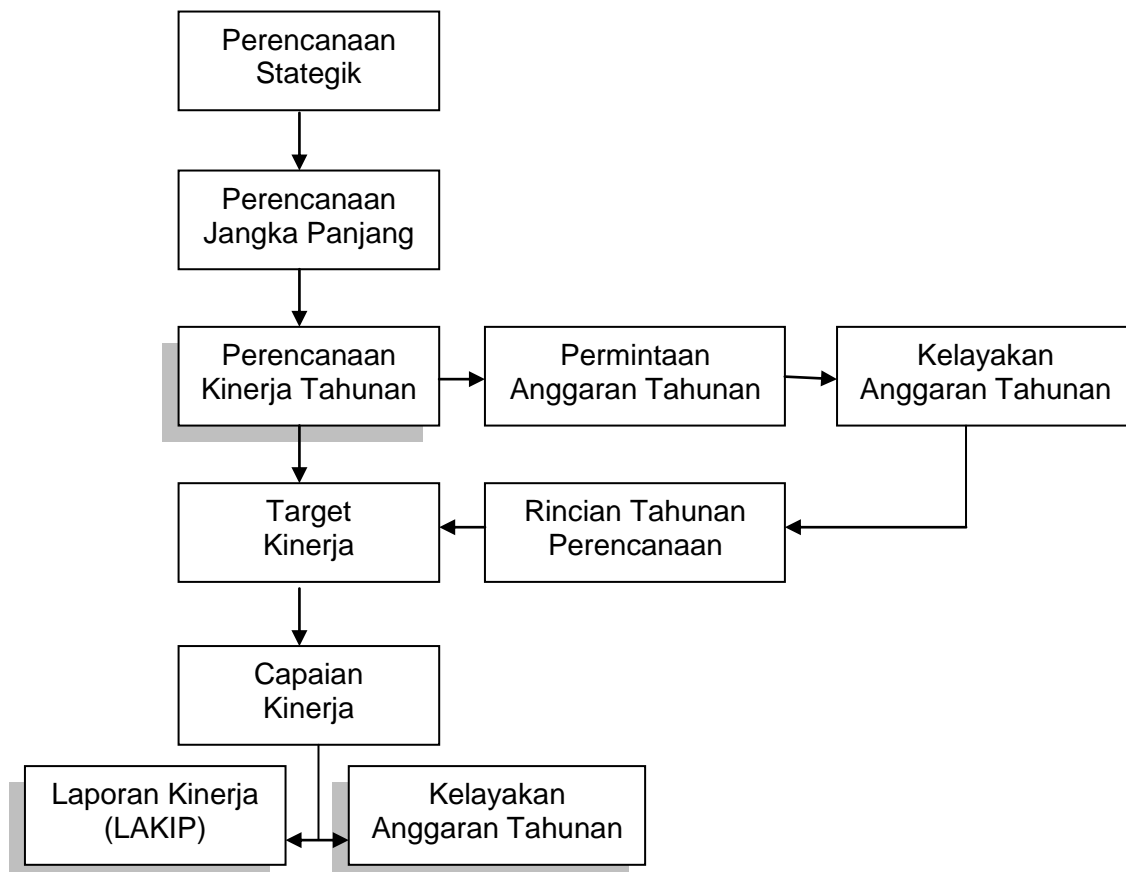 Perencanaan
Stategik
Perencanaan
Jangka Panjang
Perencanaan
Kinerja Tahunan
Permintaan
Anggaran Tahunan
Kelayakan
Anggaran Tahunan
Target
Kinerja
Rincian Tahunan
Perencanaan
Capaian
Kinerja
Laporan Kinerja
(LAKIP)
Kelayakan
Anggaran Tahunan